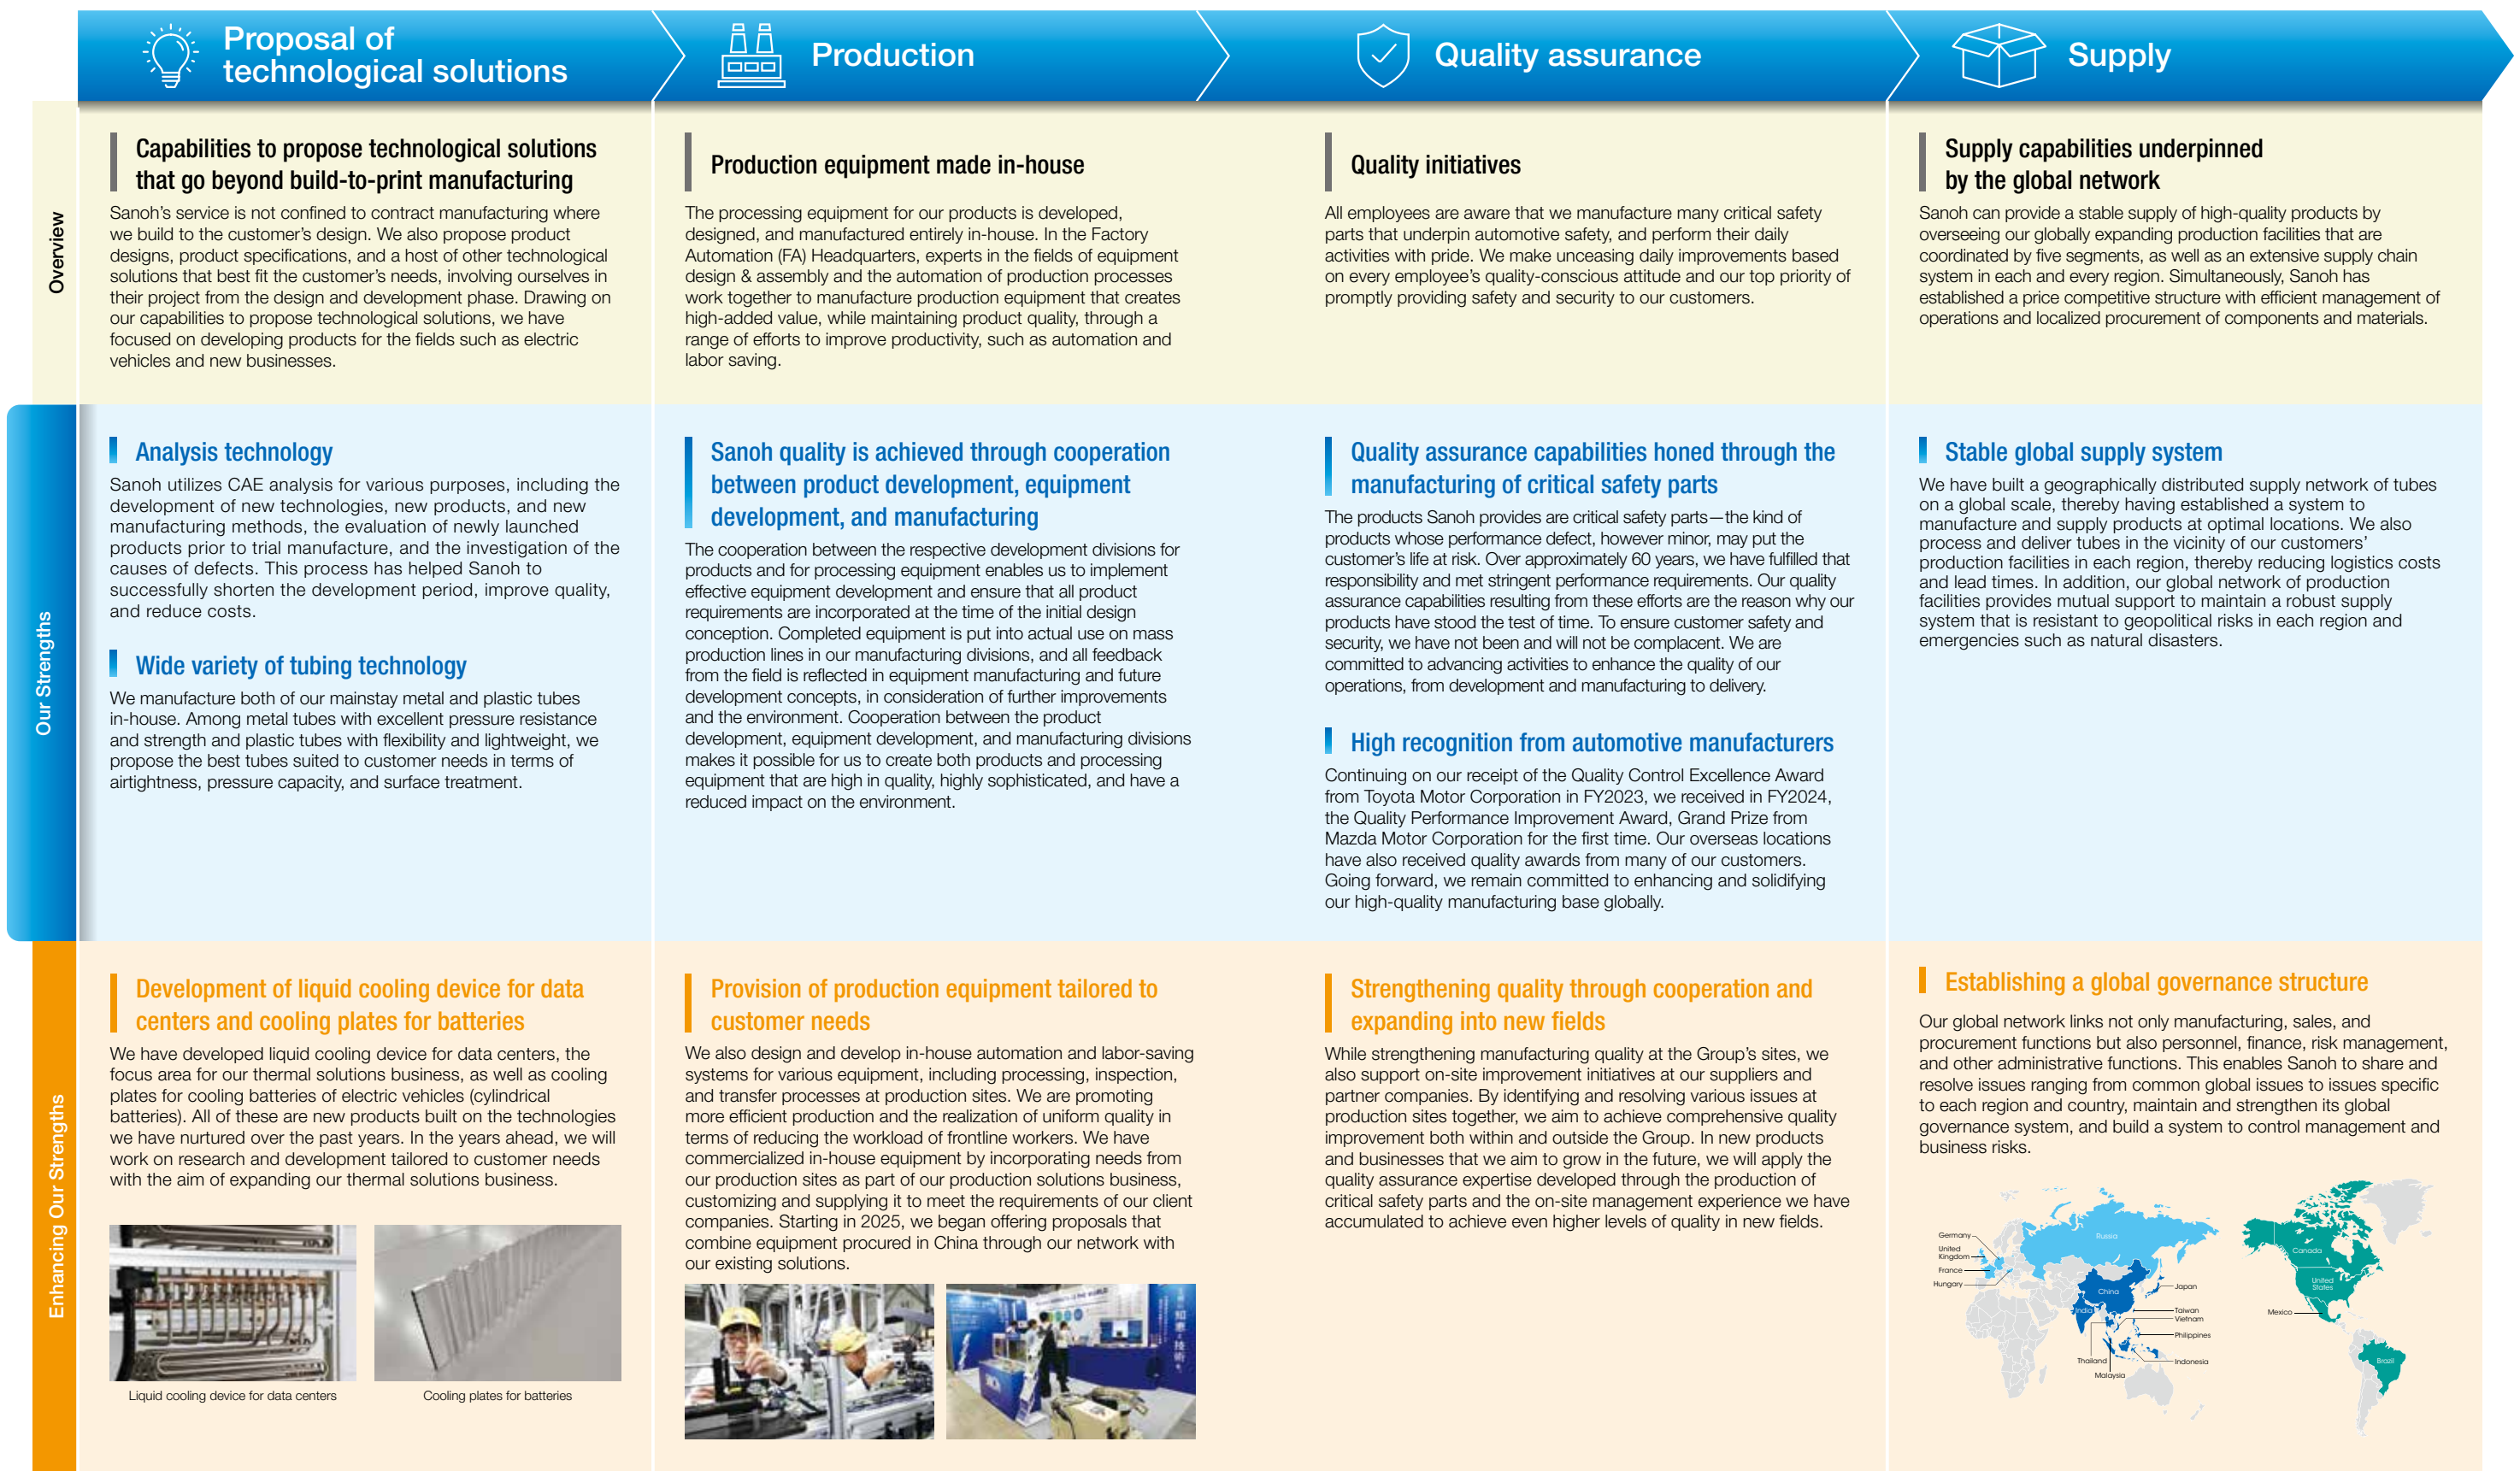 Proposal of
technological solutions
Production
Quality assurance
Supply
Overview
Capabilities to propose technological solutions
that go beyond build-to-print manufacturing
Sanoh's service is not confined to contract manufacturing where
we build to the customer's design. We also propose product
designs, product specifications, and a host of other technological
solutions that best fit the customer's needs, involving ourselves in
their project from the design and development phase. Drawing on
our capabilities to propose technological solutions, we have
focused on developing products for the fields such as electric
vehicles and new businesses.
Production equipment made in-house
The processing equipment for our products is developed,
designed, and manufactured entirely in-house. In the Factory
Automation (FA) Headquarters, experts in the fields of equipment
design & assembly and the automation of production processes
work together to manufacture production equipment that creates
high-added value, while maintaining product quality, through a
range of efforts to improve productivity, such as automation and
labor saving.
Quality initiatives
All employees are aware that we manufacture many critical safety
parts that underpin automotive safety, and perform their daily
activities with pride. We make unceasing daily improvements based
on every employee's quality-conscious attitude and our top priority of
promptly providing safety and security to our customers.
Supply capabilities underpinned
by the global network
Sanoh can provide a stable supply of high-quality products by
overseeing our globally expanding production facilities that are
coordinated by five segments, as well as an extensive supply chain
system in each and every region. Simultaneously, Sanoh has
established a price competitive structure with efficient management of
operations and localized procurement of components and materials.
Our Strengths
Analysis technology
Sanoh utilizes CAE analysis for various purposes, including the
development of new technologies, new products, and new
manufacturing methods, the evaluation of newly launched
products prior to trial manufacture, and the investigation of the
causes of defects. This process has helped Sanoh to
successfully shorten the development period, improve quality,
and reduce costs.
Wide variety of tubing technology
We manufacture both of our mainstay metal and plastic tubes
in-house. Among metal tubes with excellent pressure resistance
and strength and plastic tubes with flexibility and lightweight, we
propose the best tubes suited to customer needs in terms of
airtightness, pressure capacity, and surface treatment.
Sanoh quality is achieved through cooperation
between product development, equipment
development, and manufacturing
The cooperation between the respective development divisions for
products and for processing equipment enables us to implement
effective equipment development and ensure that all product
requirements are incorporated at the time of the initial design
conception. Completed equipment is put into actual use on mass
production lines in our manufacturing divisions, and all feedback
from the field is reflected in equipment manufacturing and future
development concepts, in consideration of further improvements
and the environment. Cooperation between the product
development, equipment development, and manufacturing divisions
makes it possible for us to create both products and processing
equipment that are high in quality, highly sophisticated, and have a
reduced impact on the environment.
Quality assurance capabilities honed through the
manufacturing of critical safety parts
The products Sanoh provides are critical safety parts—the kind of
products whose performance defect, however minor, may put the
customer's life at risk. Over approximately 60 years, we have fulfilled that
responsibility and met stringent performance requirements. Our quality
assurance capabilities resulting from these efforts are the reason why our
products have stood the test of time. To ensure customer safety and
security, we have not been and will not be complacent. We are
committed to advancing activities to enhance the quality of our
operations, from development and manufacturing to delivery.
High recognition from automotive manufacturers
Continuing on our receipt of the Quality Control Excellence Award
from Toyota Motor Corporation in FY2023, we received in FY2024,
the Quality Performance Improvement Award, Grand Prize from
Mazda Motor Corporation for the first time. Our overseas locations
have also received quality awards from many of our customers.
Going forward, we remain committed to enhancing and solidifying
our high-quality manufacturing base globally.
Stable global supply system
We have built a geographically distributed supply network of tubes
on a global scale, thereby having established a system to
manufacture and supply products at optimal locations. We also
process and deliver tubes in the vicinity of our customers'
production facilities in each region, thereby reducing logistics costs
and lead times. In addition, our global network of production
facilities provides mutual support to maintain a robust supply
system that is resistant to geopolitical risks in each region and
emergencies such as natural disasters.
Enhancing Our Strengths
Development of liquid cooling device for data
centers and cooling plates for batteries
We have developed liquid cooling device for data centers, the
focus area for our thermal solutions business, as well as cooling
plates for cooling batteries of electric vehicles (cylindrical
batteries). All of these are new products built on the technologies
we have nurtured over the past years. In the years ahead, we will
work on research and development tailored to customer needs
with the aim of expanding our thermal solutions business.
Liquid cooling device for data centers
Cooling plates for batteries
Provision of production equipment tailored to
customer needs
We also design and develop in-house automation and labor-saving
systems for various equipment, including processing, inspection,
and transfer processes at production sites. We are promoting
more efficient production and the realization of uniform quality in
terms of reducing the workload of frontline workers. We have
commercialized in-house equipment by incorporating needs from
our production sites as part of our production solutions business,
customizing and supplying it to meet the requirements of our client
companies. Starting in 2025, we began offering proposals that
combine equipment procured in China through our network with
our existing solutions.
Strengthening quality through cooperation and
expanding into new fields
While strengthening manufacturing quality at the Group's sites, we
also support on-site improvement initiatives at our suppliers and
partner companies. By identifying and resolving various issues at
production sites together, we aim to achieve comprehensive quality
improvement both within and outside the Group. In new products
and businesses that we aim to grow in the future, we will apply the
quality assurance expertise developed through the production of
critical safety parts and the on-site management experience we have
accumulated to achieve even higher levels of quality in new fields.
Establishing a global governance structure
Our global network links not only manufacturing, sales, and
procurement functions but also personnel, finance, risk management,
and other administrative functions. This enables Sanoh to share and
resolve issues ranging from common global issues to issues specific
to each region and country, maintain and strengthen its global
governance system, and build a system to control management and
business risks.
Germany
United
Kingdom
France
Hungary
Russia
China
India
Japan
Taiwan
Vietnam
Philippines
Indonesia
Thailand
Malaysia
Canada
United
States
Mexico
Brazil